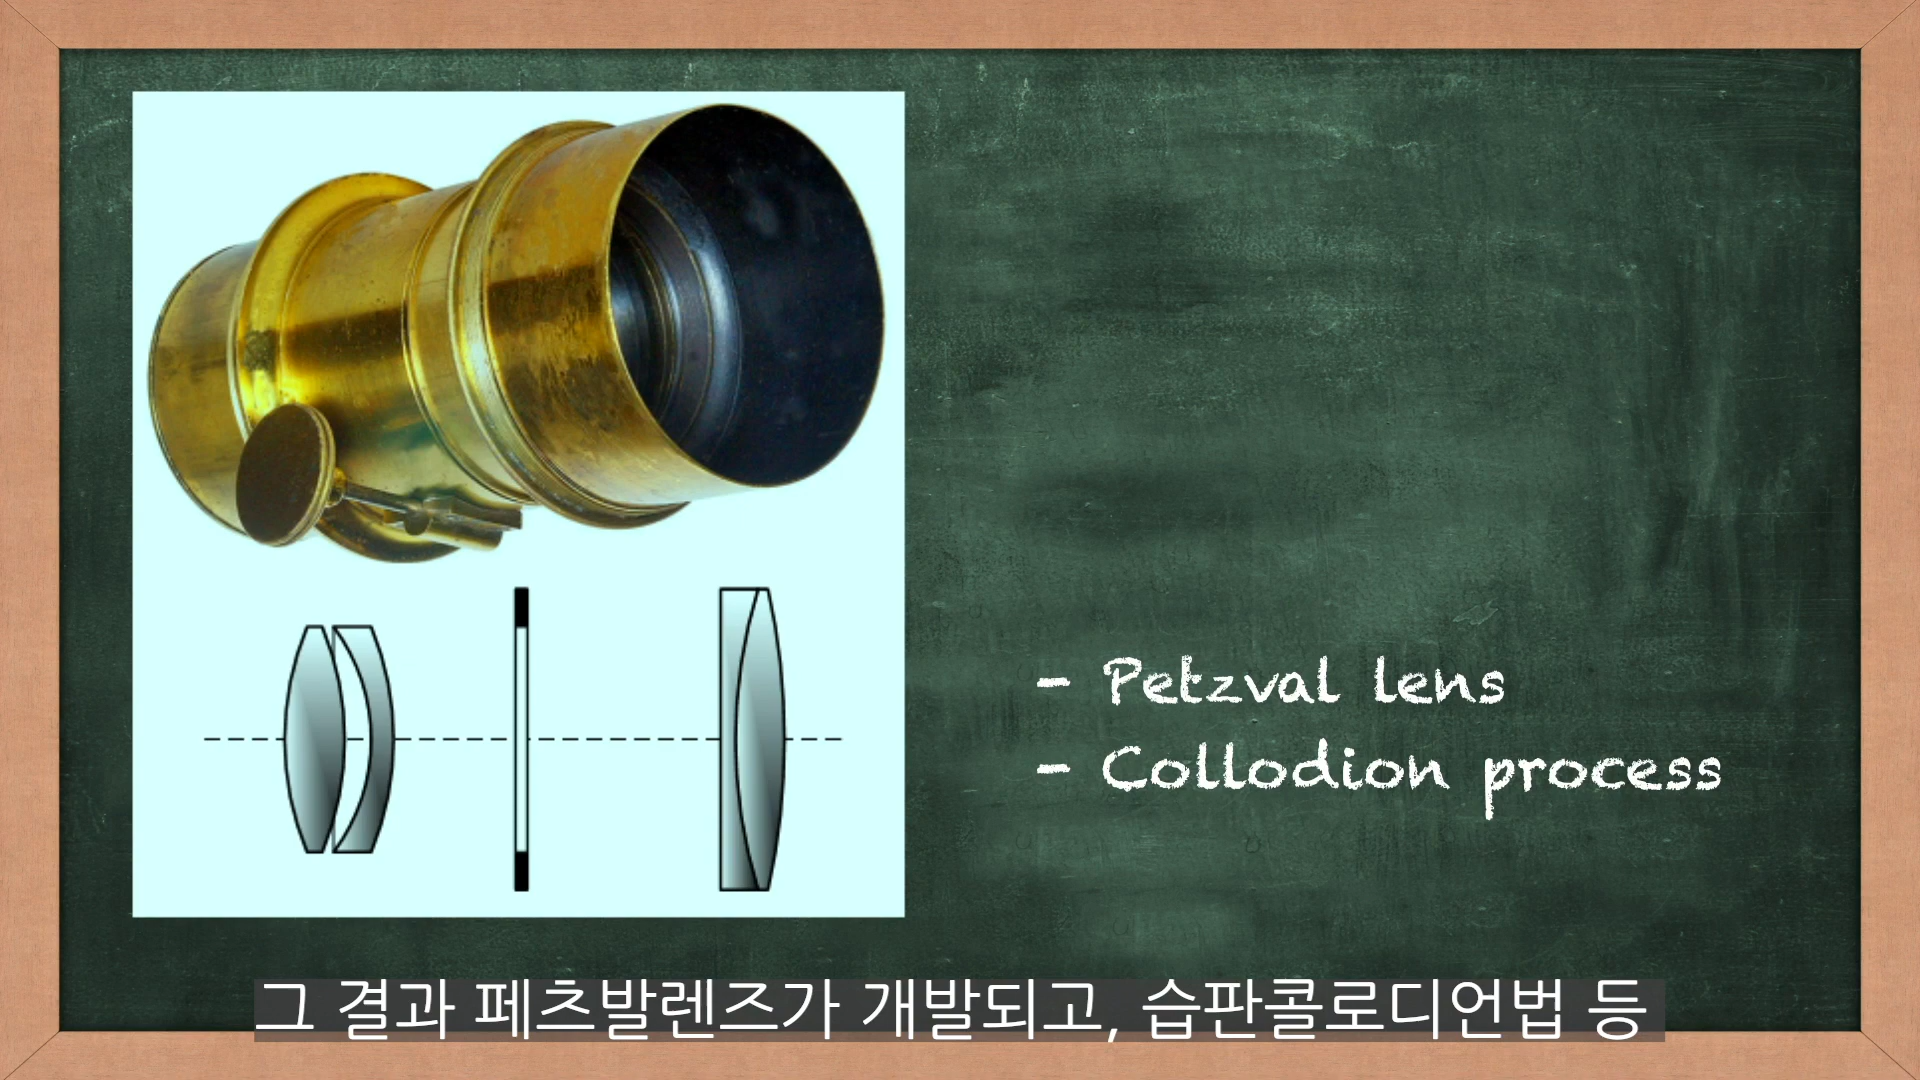 - Petzval lens
- Collodion process
그 결과 페츠발렌즈가 개발되고, 습판콜로디언법 등